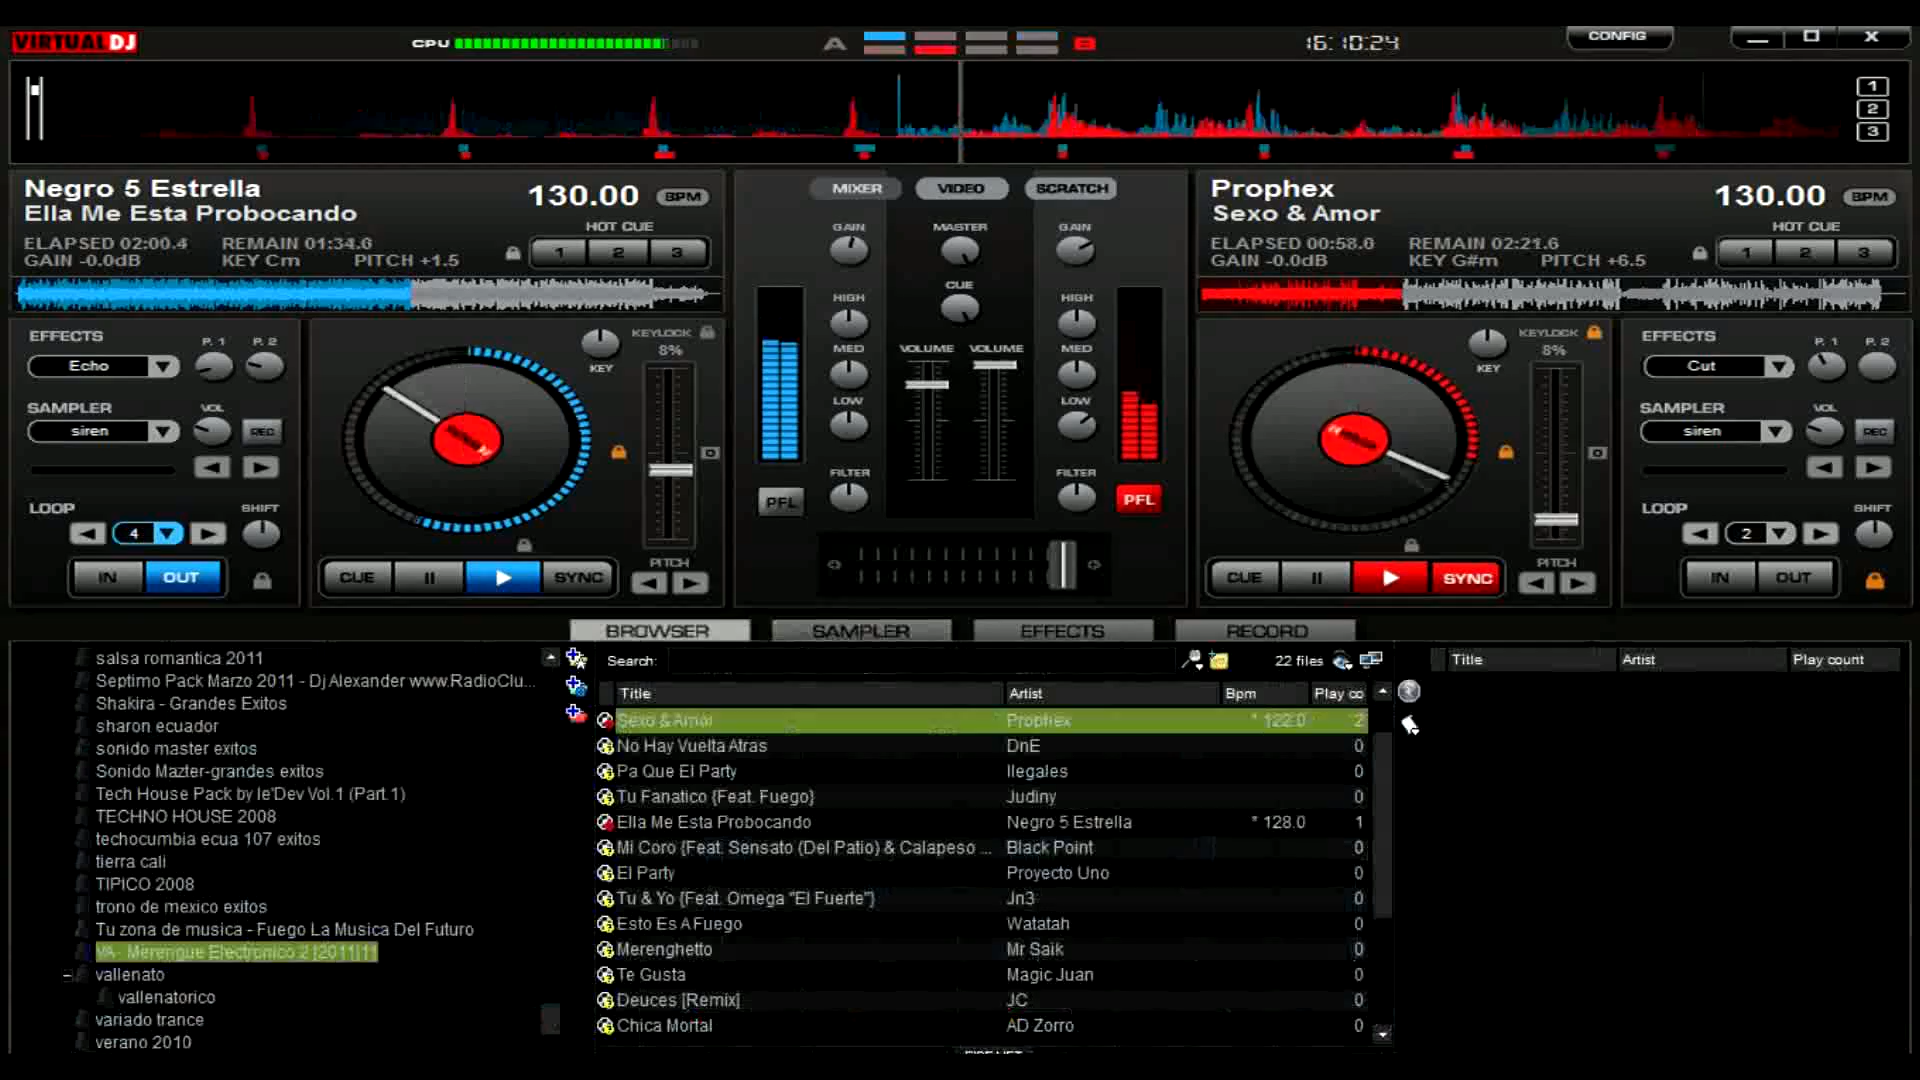 VIRTUAL DJ
CPU
A
B
16:10:24
CONFIG
1
2
3
Negro 5 Estrella
Ella Me Esta Probocando
130.00 BPM
HOT CUE
ELAPSED 02:00.4 REMAIN 01:34.6
GAIN -0.0dB KEY Cm PITCH +1.5
1 2 3
MIXER VIDEO SCRATCH
GAIN MASTER GAIN
CUE
HIGH HIGH
MED VOLUME VOLUME MED
LOW LOW
FILTER FILTER
PFL PFL
Prophex
Sexo & Amor
130.00 BPM
HOT CUE
ELAPSED 00:58.6 REMAIN 02:21.6
GAIN -0.0dB KEY G#m PITCH +6.5
1 2 3
EFFECTS P. 1 P. 2
Echo
SAMPLER VOL
siren REC
LOOP SHIFT
4
IN OUT
KEY
KEYLOCK
8%
CUE SYNC
PITCH
KEY
KEYLOCK
8%
CUE SYNC
PITCH
EFFECTS P. 1 P. 2
Cut
SAMPLER VOL
siren REC
LOOP SHIFT
2
IN OUT
BROWSER SAMPLER EFFECTS RECORD
salsa romantica 2011
Septimo Pack Marzo 2011 - Dj Alexander www.RadioClu...
Shakira - Grandes Exitos
sharon ecuador
sonido master exitos
Sonido Mazter-grandes exitos
Tech House Pack by le'Dev Vol.1 (Part.1)
TECHNO HOUSE 2008
techocumbia ecua 107 exitos
tierra cali
TIPICO 2008
trono de mexico exitos
Tu zona de musica - Fuego La Musica Del Futuro
VA - Merengue Electronico 2 [2011]
vallenato
vallenatorico
variado trance
verano 2010
Search: 22 files
Title Artist Bpm Play co
Sexo & Amor Prophex * 122.0 2
No Hay Vuelta Atras DnE 0
Pa Que El Party Ilegales 0
Tu Fanatico {Feat. Fuego} Judiny 0
Ella Me Esta Probocando Negro 5 Estrella * 128.0 1
Mi Coro {Feat. Sensato (Del Patio) & Calapeso ... Black Point 0
El Party Proyecto Uno 0
Tu & Yo {Feat. Omega "El Fuerte"} Jn3 0
Esto Es A Fuego Watatah 0
Merenghetto Mr Saik 0
Te Gusta Magic Juan 0
Deuces [Remix] JC 0
Chica Mortal AD Zorro 0
Title Artist Play count